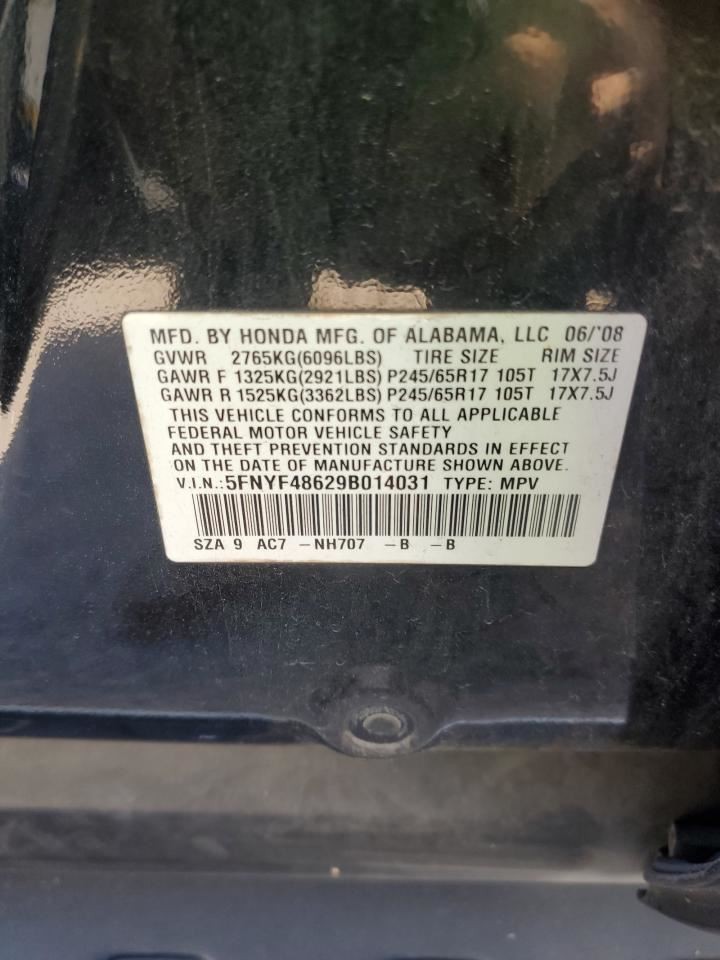 MFD. BY HONDA MFG. OF ALABAMA, LLC 06/'08
GVWR 2765KG(6096LBS) TIRE SIZE RIM SIZE
GAWR F 1325KG(2921LBS) P245/65R17 105T 17X7.5J
GAWR R 1525KG(3362LBS) P245/65R17 105T 17X7.5J
THIS VEHICLE CONFORMS TO ALL APPLICABLE
FEDERAL MOTOR VEHICLE SAFETY
AND THEFT PREVENTION STANDARDS IN EFFECT
ON THE DATE OF MANUFACTURE SHOWN ABOVE.
V.I.N.:5FNYF48629B014031 TYPE: MPV
SZA 9 AC7 -NH707 -B -B